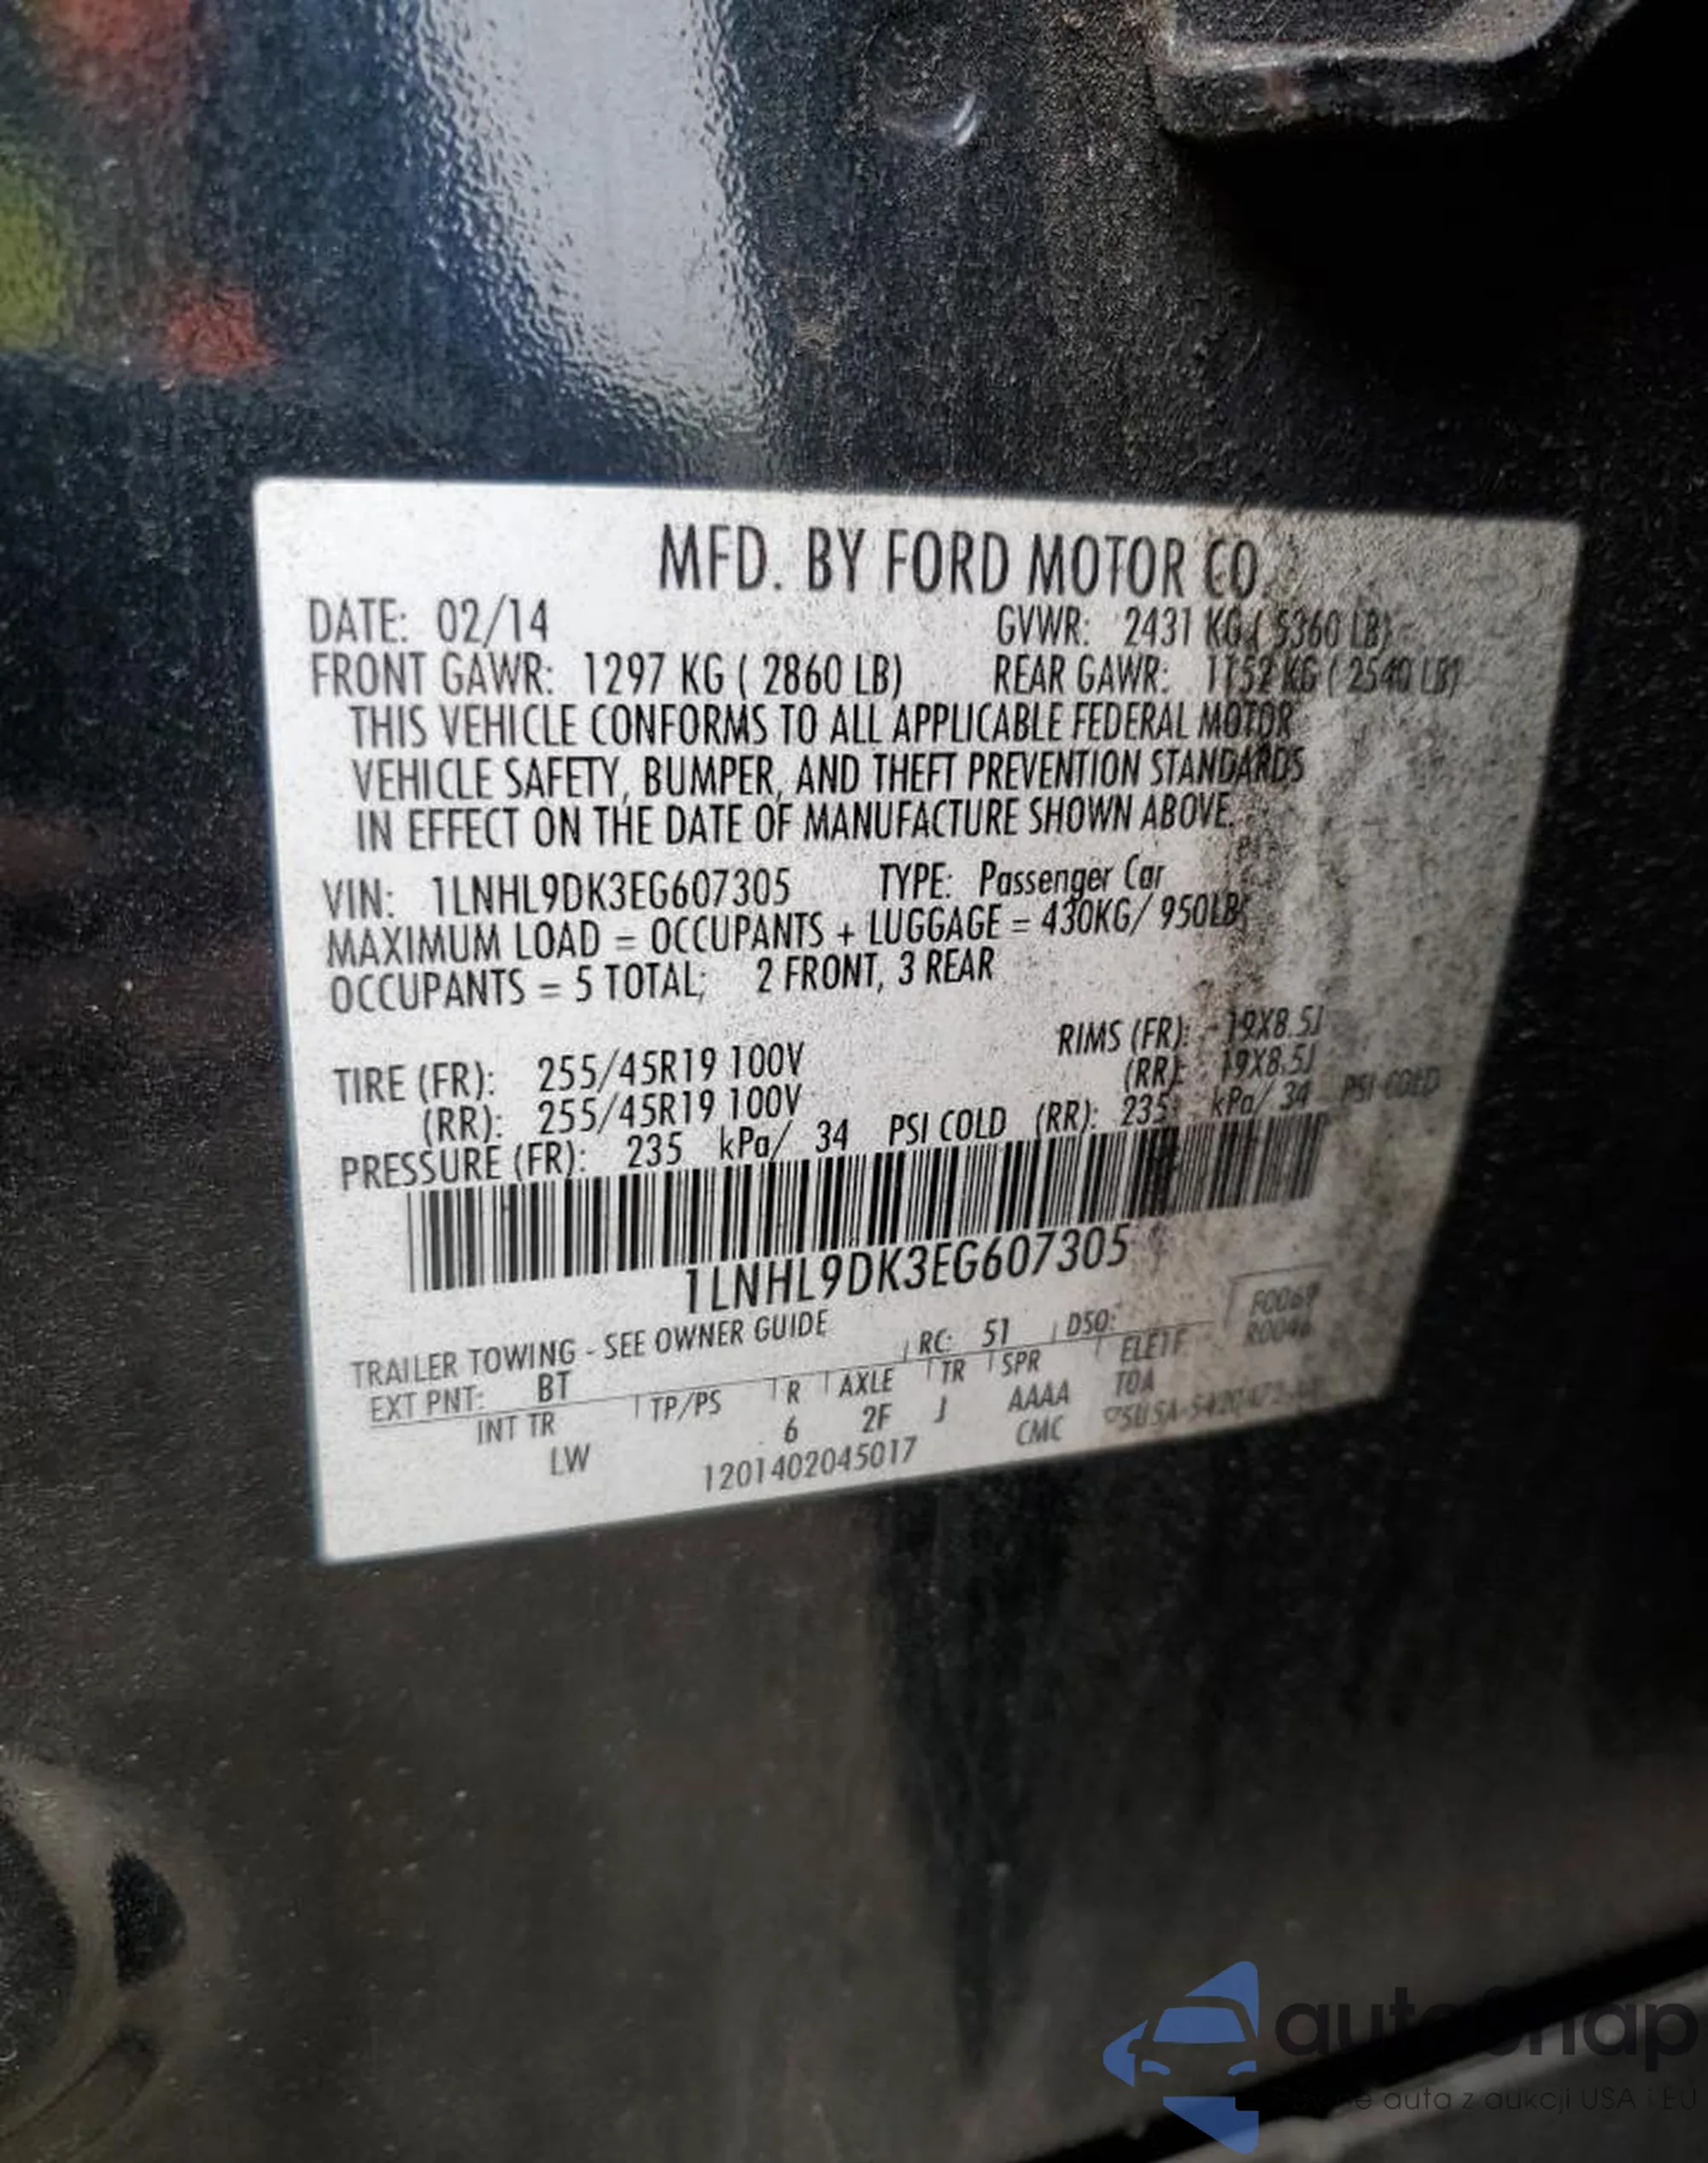 MFD. BY FORD MOTOR CO.
DATE: 02/14 GVWR: 2431 KG ( 5360 LB)
FRONT GAWR: 1297 KG ( 2860 LB) REAR GAWR: 1152 KG ( 2540 LB)
THIS VEHICLE CONFORMS TO ALL APPLICABLE FEDERAL MOTOR
VEHICLE SAFETY, BUMPER, AND THEFT PREVENTION STANDARDS
IN EFFECT ON THE DATE OF MANUFACTURE SHOWN ABOVE.
VIN: 1LNHL9DK3EG607305 TYPE: Passenger Car
MAXIMUM LOAD = OCCUPANTS + LUGGAGE = 430KG/ 950LB
OCCUPANTS = 5 TOTAL; 2 FRONT, 3 REAR
TIRE (FR): 255/45R19 100V RIMS (FR): 19X8.5J
(RR): 255/45R19 100V (RR): 19X8.5J
PRESSURE (FR): 235 kPa/ 34 PSI COLD (RR): 235 kPa/ 34 PSI COLD
1LNHL9DK3EG607305
TRAILER TOWING - SEE OWNER GUIDE
F0069
R0046
EXT PNT: BT RC: 51 DSO:
INT TR TP/PS R AXLE TR SPR
LW 6 2F J AAAA TOA
1201402045017 CMC
autoSnap
auta z aukcji USA i EU